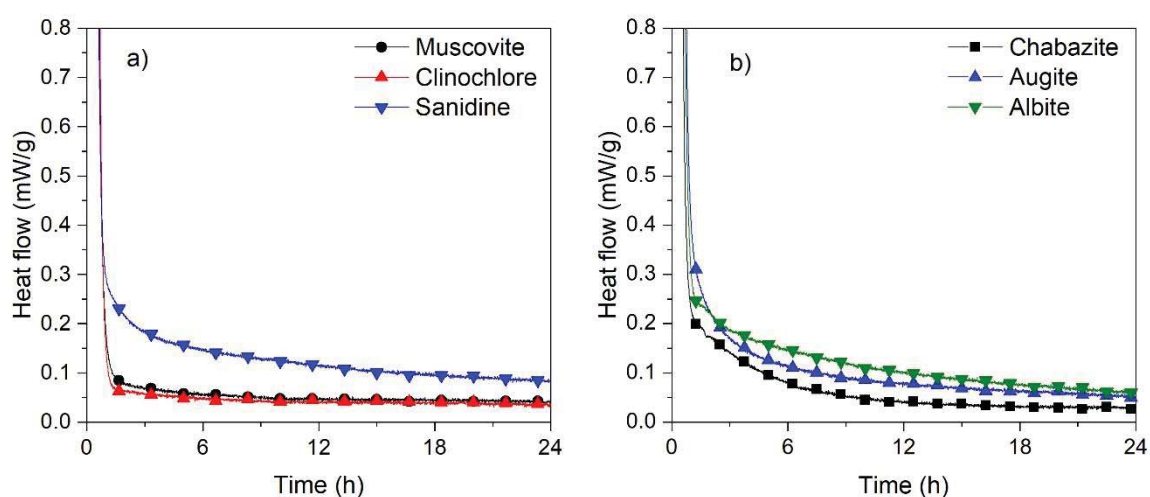 a)
Muscovite
Clinochlore
Sanidine
Heat flow (mW/g)
0.8
0.7
0.6
0.5
0.4
0.3
0.2
0.1
0.0
0 6 12 18 24
Time (h)
b)
Chabazite
Augite
Albite
Heat flow (mW/g)
0.8
0.7
0.6
0.5
0.4
0.3
0.2
0.1
0.0
0 6 12 18 24
Time (h)